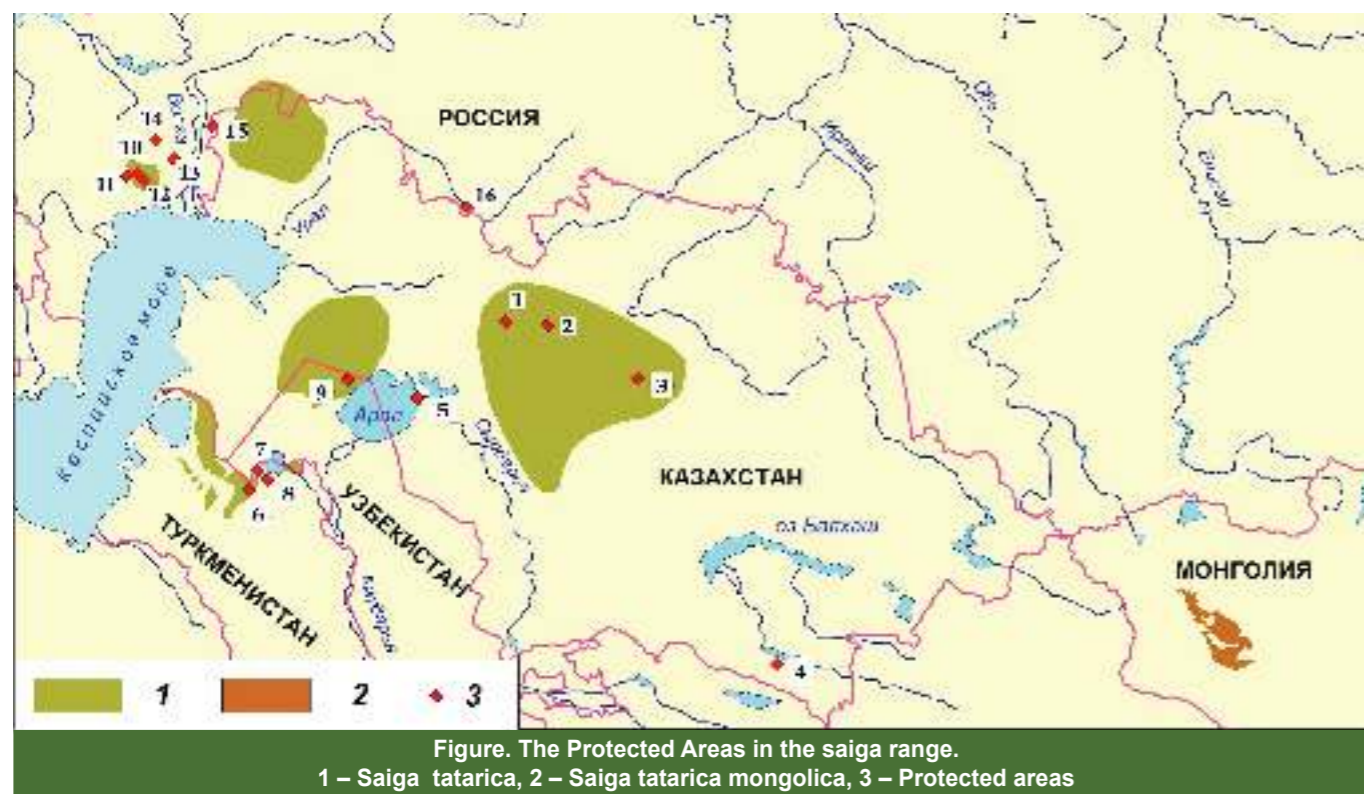 РОССИЯ
14
10
15
11
13
12
16
Урал
Иртыш
Каспийское море
1
2
3
9
5
Арал
7
8
6
КАЗАХСТАН
УЗБЕКИСТАН
ТУРКМЕНИСТАН
оз Балхаш
МОНГОЛИЯ
4
1 2 3
Figure. The Protected Areas in the saiga range.
1 – Saiga tatarica, 2 – Saiga tatarica mongolica, 3 – Protected areas